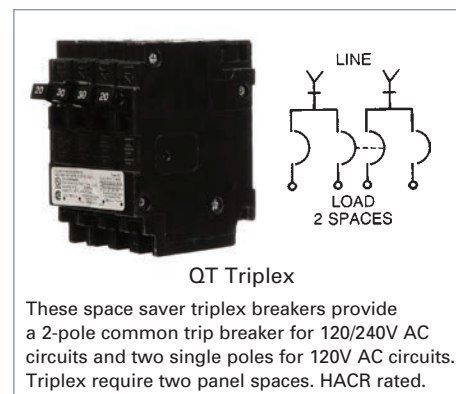 20 30 30 20
LINE
LOAD
2 SPACES
QT Triplex
These space saver triplex breakers provide
a 2-pole common trip breaker for 120/240V AC
circuits and two single poles for 120V AC circuits.
Triplex require two panel spaces. HACR rated.